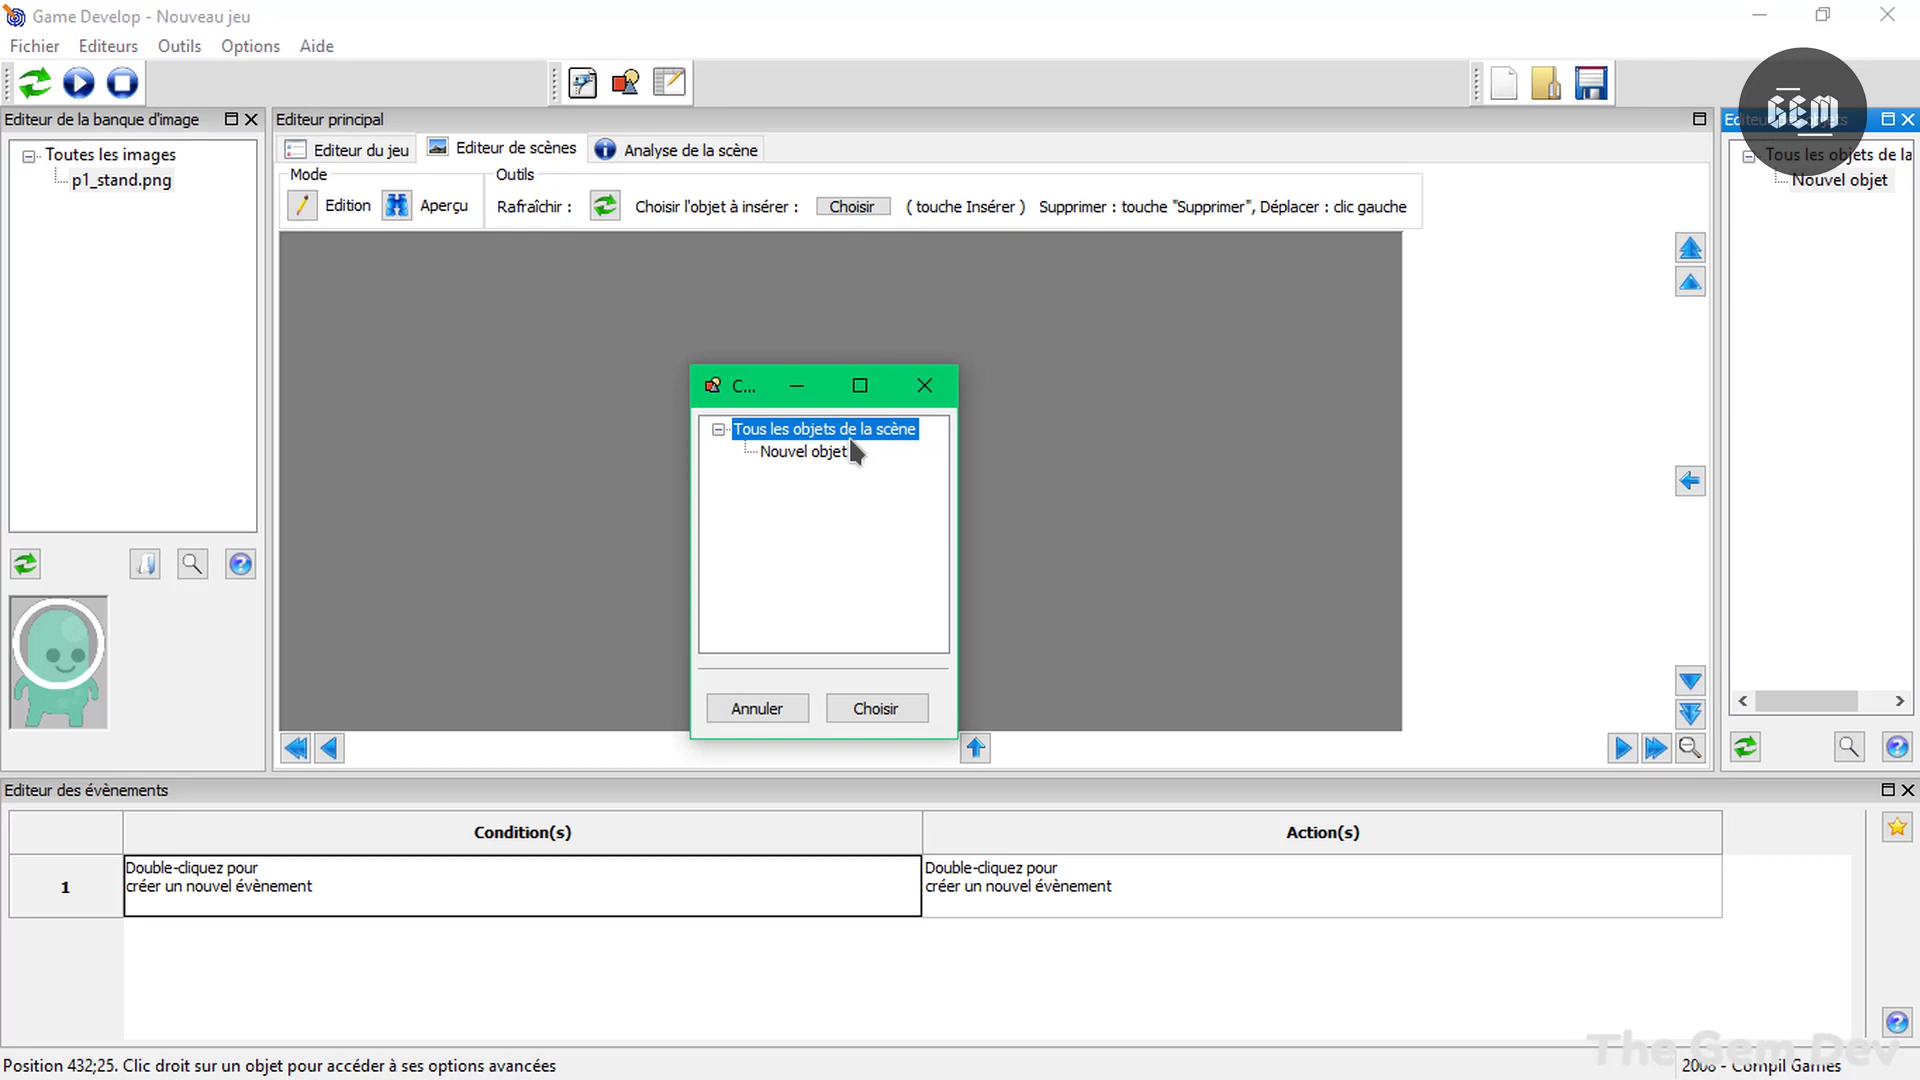 Game Develop - Nouveau jeu
Fichier Editeurs Outils Options Aide
Editeur de la banque d'image
Toutes les images
p1_stand.png
Editeur principal
Editeur du jeu Editeur de scènes Analyse de la scène
Mode Outils
Edition Aperçu Rafraîchir : Choisir l'objet à insérer : Choisir ( touche Insérer ) Supprimer : touche "Supprimer", Déplacer : clic gauche
GEM
Tous les objets de la
Nouvel objet
C...
Tous les objets de la scène
Nouvel objet
Annuler Choisir
Editeur des évènements
Condition(s) Action(s)
1
Double-cliquez pour
créer un nouvel évènement
Double-cliquez pour
créer un nouvel évènement
The Gem Dev
Position 432;25. Clic droit sur un objet pour accéder à ses options avancées
2008 - Compil Games